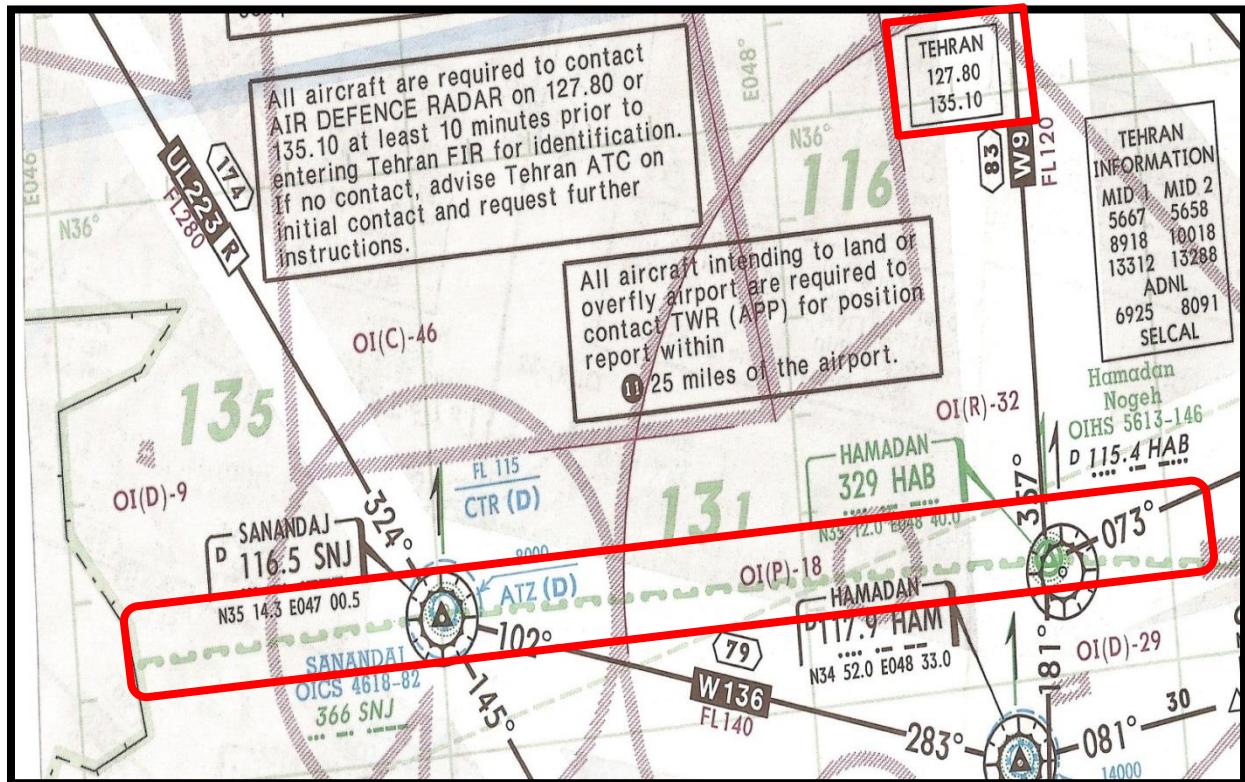 All aircraft are required to contact
AIR DEFENCE RADAR on 127.80 or
135.10 at least 10 minutes prior to
entering Tehran FIR for identification.
If no contact, advise Tehran ATC on
initial contact and request further
instructions.
E046
N36°
UL2223 R
174
FL280
E048°
N36°
116
TEHRAN
127.80
135.10
83
W9
FL120
TEHRAN
INFORMATION
MID 1 MID 2
5667 5658
8918 10018
13312 13288
ADNL
6925 8091
SELCAL
All aircraft intending to land or
overfly airport are required to
contact TWR (APP) for position
report within
11 25 miles of the airport.
OI(C)-46
135
OI(D)-9
324°
FL 115
CTR (D)
8000
ATZ (D)
SANANDAJ
D 116.5 SNJ
N35 14.3 E047 00.5
SANANDAJ
OICS 4618-82
366 SNJ
102°
145°
131
OI(R)-32
HAMADAN
329 HAB
N35 12.0 E048 40.0
Hamadan
Nogeh
OIHS 5613-146
D 115.4 HAB
357°
073°
OI(P)-18
HAMADAN
D 117.9 HAM
N34 52.0 E048 33.0
79
W136
FL140
283°
181°
OI(D)-29
081°
30
14000